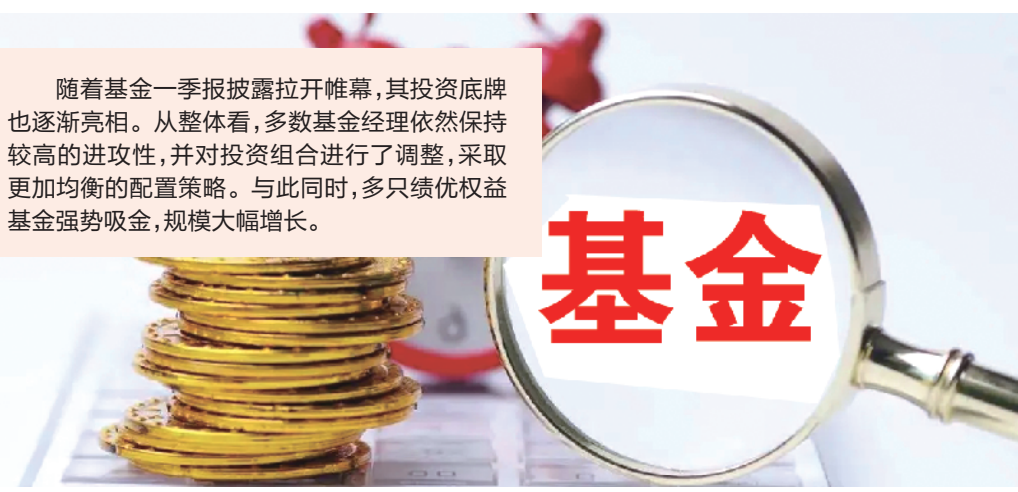 随着基金一季报披露拉开帷幕,其投资底牌
也逐渐亮相。从整体看,多数基金经理依然保持
较高的进攻性,并对投资组合进行了调整,采取
更加均衡的配置策略。与此同时,多只绩优权益
基金强势吸金,规模大幅增长。
基金